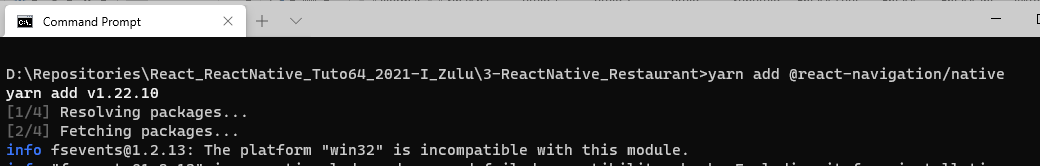 Command Prompt
D:\Repositories\React_ReactNative_Tuto64_2021-I_Zulu\3-ReactNative_Restaurant>yarn add @react-navigation/native
yarn add v1.22.10
[1/4] Resolving packages...
[2/4] Fetching packages...
info fsevents@1.2.13: The platform "win32" is incompatible with this module.
info